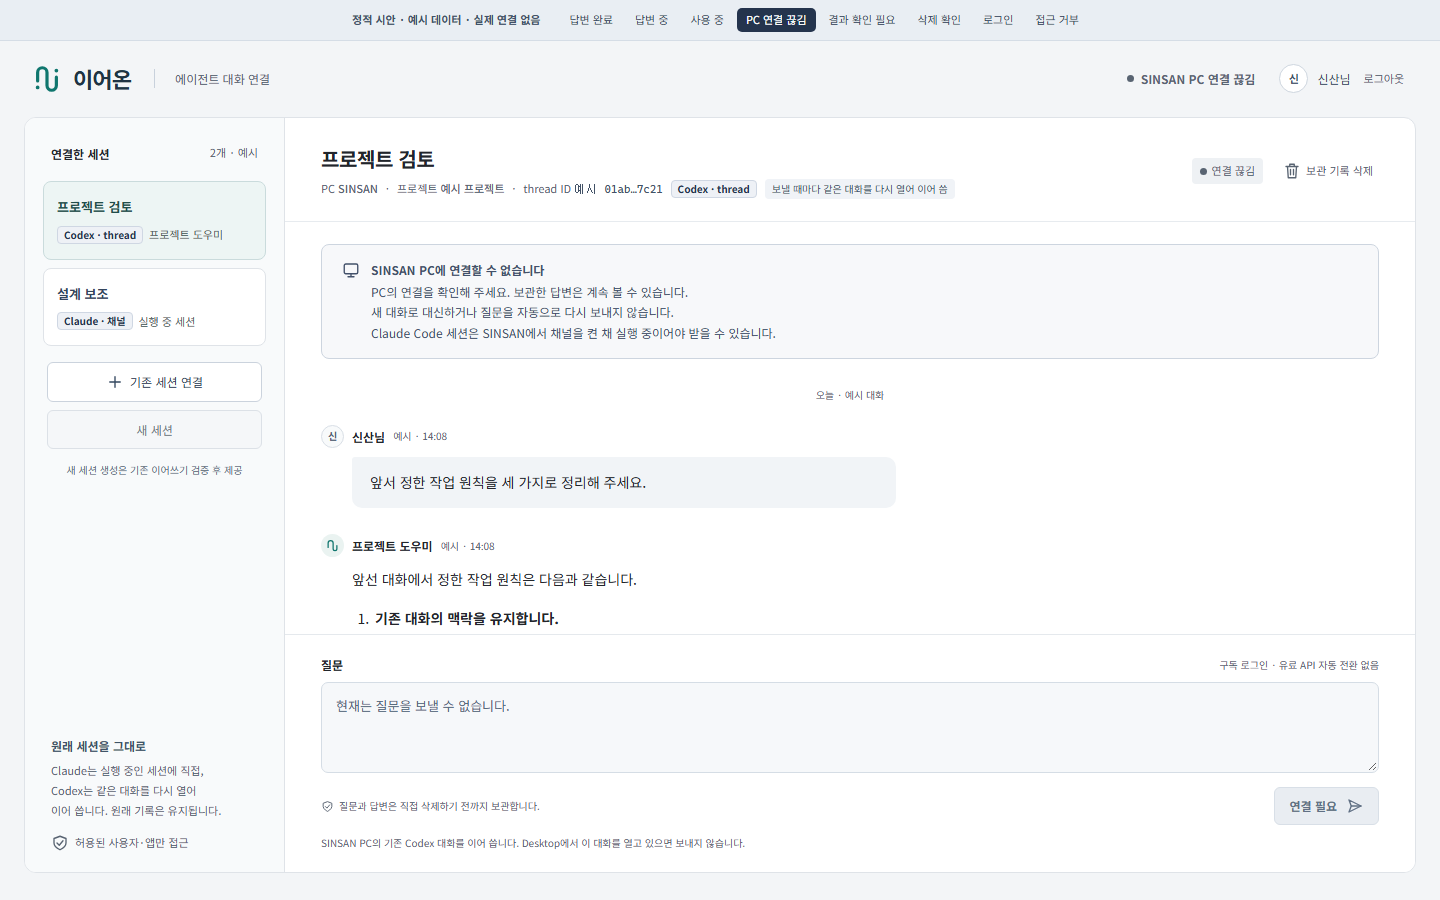 정적 시안 · 예시 데이터 · 실제 연결 없음 답변 완료 답변 중 사용 중 PC 연결 끊김 결과 확인 필요 삭제 확인 로그인 접근 거부
이어온 에이전트 대화 연결 SINSAN PC 연결 끊김 신 신산님 로그아웃
연결한 세션 2개 · 예시
프로젝트 검토
Codex · thread 프로젝트 도우미
설계 보조
Claude · 채널 실행 중 세션
기존 세션 연결
새 세션
새 세션 생성은 기존 이어쓰기 검증 후 제공
원래 세션을 그대로
Claude는 실행 중인 세션에 직접,
Codex는 같은 대화를 다시 열어
이어 씁니다. 원래 기록은 유지됩니다.
허용된 사용자·앱만 접근
프로젝트 검토
PC SINSAN · 프로젝트 예시 프로젝트 · thread ID 예시 01ab…7c21 Codex · thread 보낼 때마다 같은 대화를 다시 열어 이어 씀
연결 끊김 보관 기록 삭제
SINSAN PC에 연결할 수 없습니다
PC의 연결을 확인해 주세요. 보관한 답변은 계속 볼 수 있습니다.
새 대화로 대신하거나 질문을 자동으로 다시 보내지 않습니다.
Claude Code 세션은 SINSAN에서 채널을 켠 채 실행 중이어야 받을 수 있습니다.
오늘 · 예시 대화
신 신산님 예시 · 14:08
앞서 정한 작업 원칙을 세 가지로 정리해 주세요.
프로젝트 도우미 예시 · 14:08
앞선 대화에서 정한 작업 원칙은 다음과 같습니다.
1. 기존 대화의 맥락을 유지합니다.
질문 구독 로그인 · 유료 API 자동 전환 없음
현재는 질문을 보낼 수 없습니다.
질문과 답변은 직접 삭제하기 전까지 보관합니다.
연결 필요
SINSAN PC의 기존 Codex 대화를 이어 씁니다. Desktop에서 이 대화를 열고 있으면 보내지 않습니다.